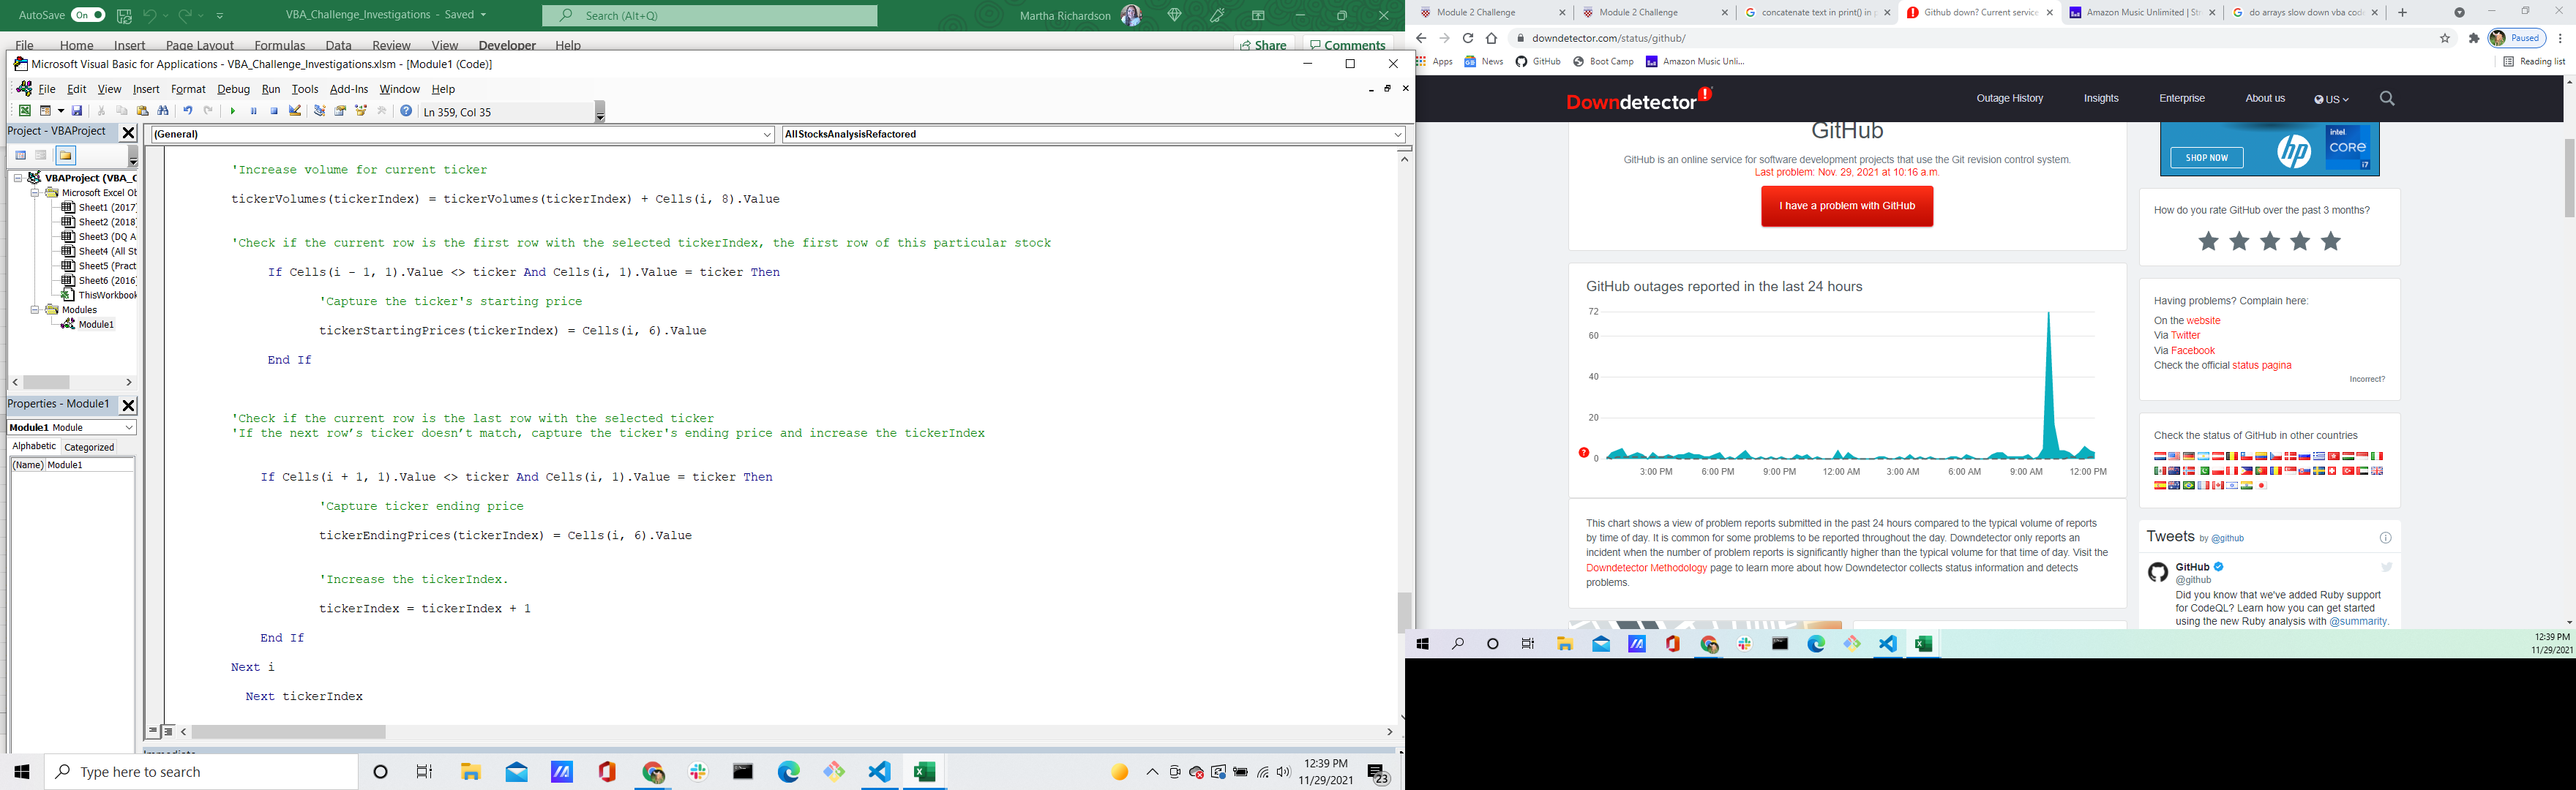 AutoSave On VBA_Challenge_Investigations - Saved Search (Alt+Q) Martha Richardson
File Home Insert Page Layout Formulas Data Review View Developer Help Share Comments
Microsoft Visual Basic for Applications - VBA_Challenge_Investigations.xlsm - [Module1 (Code)]
File Edit View Insert Format Debug Run Tools Add-Ins Window Help
Ln 359, Col 35
Project - VBAProject
(General) AllStocksAnalysisRefactored
VBAProject (VBA_C
Microsoft Excel Ob
Sheet1 (2017)
Sheet2 (2018)
Sheet3 (DQ A
Sheet4 (All St
Sheet5 (Pract
Sheet6 (2016)
ThisWorkbook
Modules
Module1
Properties - Module1
Module1 Module
Alphabetic Categorized
(Name) Module1
'Increase volume for current ticker
tickerVolumes(tickerIndex) = tickerVolumes(tickerIndex) + Cells(i, 8).Value
'Check if the current row is the first row with the selected tickerIndex, the first row of this particular stock
If Cells(i - 1, 1).Value <> ticker And Cells(i, 1).Value = ticker Then
'Capture the ticker's starting price
tickerStartingPrices(tickerIndex) = Cells(i, 6).Value
End If
'Check if the current row is the last row with the selected ticker
'If the next row’s ticker doesn’t match, capture the ticker's ending price and increase the tickerIndex
If Cells(i + 1, 1).Value <> ticker And Cells(i, 1).Value = ticker Then
'Capture ticker ending price
tickerEndingPrices(tickerIndex) = Cells(i, 6).Value
'Increase the tickerIndex.
tickerIndex = tickerIndex + 1
End If
Next i
Next tickerIndex
Type here to search
12:39 PM
11/29/2021
23
Module 2 Challenge Module 2 Challenge concatenate text in print() in p Github down? Current service Amazon Music Unlimited | St do arrays slow down vba code
downdetector.com/status/github/ Paused
Apps News GitHub Boot Camp Amazon Music Unli... Reading list
Downdetector Outage History Insights Enterprise About us US
GitHub
GitHub is an online service for software development projects that use the Git revision control system.
Last problem: Nov. 29, 2021 at 10:16 a.m.
I have a problem with GitHub
SHOP NOW hp intel CORE i7
How do you rate GitHub over the past 3 months?
GitHub outages reported in the last 24 hours
72
60
40
20
0
3:00 PM 6:00 PM 9:00 PM 12:00 AM 3:00 AM 6:00 AM 9:00 AM 12:00 PM
Having problems? Complain here:
On the website
Via Twitter
Via Facebook
Check the official status pagina
Incorrect?
Check the status of GitHub in other countries
This chart shows a view of problem reports submitted in the past 24 hours compared to the typical volume of reports
by time of day. It is common for some problems to be reported throughout the day. Downdetector only reports an
incident when the number of problem reports is significantly higher than the typical volume for that time of day. Visit the
Downdetector Methodology page to learn more about how Downdetector collects status information and detects
problems.
Tweets by @github
GitHub
@github
Did you know that we've added Ruby support
for CodeQL? Learn how you can get started
using the new Ruby analysis with @summarity.
12:39 PM
11/29/2021